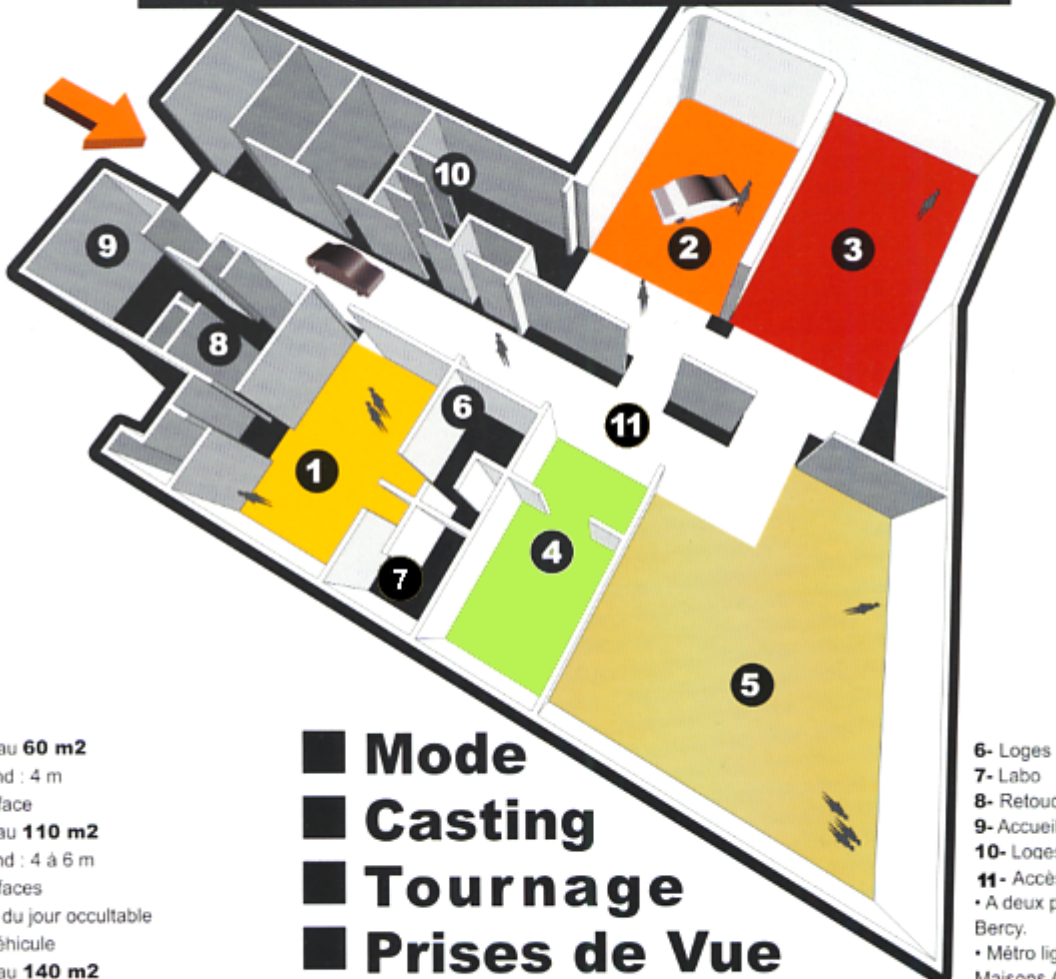 10
9
2
3
8
6
11
1
4
7
5
au 60 m2
nd : 4 m
face
au 110 m2
nd : 4 à 6 m
faces
du jour occultable
éhicule
au 140 m2
Mode
Casting
Tournage
Prises de Vue
6- Loges
7- Labo
8- Retouc
9- Accueil
10- Loges
11- Accès
• A deux p
Bercy.
• Métro lig